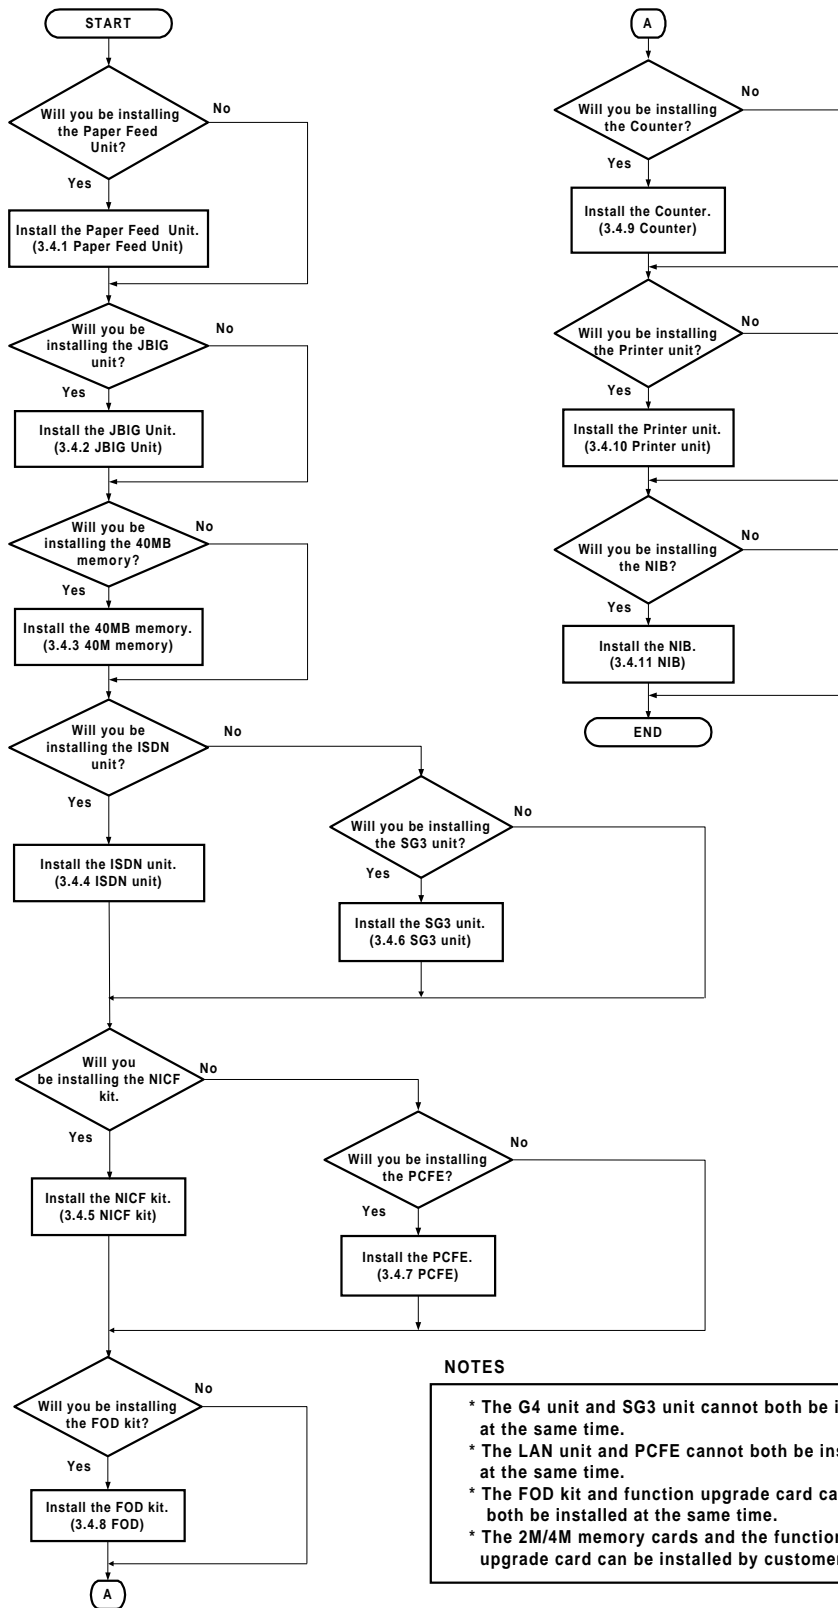 START
Will you be installing
the Paper Feed
Unit?
No
Yes
Install the Paper Feed Unit.
(3.4.1 Paper Feed Unit)
Will you be
installing the JBIG
unit?
No
Yes
Install the JBIG Unit.
(3.4.2 JBIG Unit)
Will you be
installing the 40MB
memory?
No
Yes
Install the 40MB memory.
(3.4.3 40M memory)
Will you be
installing the ISDN
unit?
No
Yes
Install the ISDN unit.
(3.4.4 ISDN unit)
Will you be installing
the SG3 unit?
No
Yes
Install the SG3 unit.
(3.4.6 SG3 unit)
Will you
be installing the NICF
kit.
No
Yes
Install the NICF kit.
(3.4.5 NICF kit)
Will you be installing
the PCFE?
No
Yes
Install the PCFE.
(3.4.7 PCFE)
Will you be installing
the FOD kit?
No
Yes
Install the FOD kit.
(3.4.8 FOD)
A
A
Will you be installing
the Counter?
No
Yes
Install the Counter.
(3.4.9 Counter)
Will you be installing
the Printer unit?
No
Yes
Install the Printer unit.
(3.4.10 Printer unit)
Will you be installing
the NIB?
No
Yes
Install the NIB.
(3.4.11 NIB)
END
NOTES
* The G4 unit and SG3 unit cannot both be
at the same time.
* The LAN unit and PCFE cannot both be
at the same time.
* The FOD kit and function upgrade card
both be installed at the same time.
* The 2M/4M memory cards and the
upgrade card can be installed by